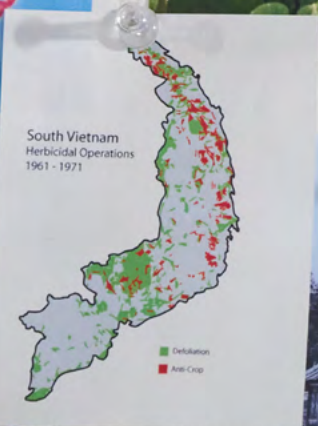 South Vietnam
Herbicidal Operations
1961 - 1971
Defoliation
Anti-Crop